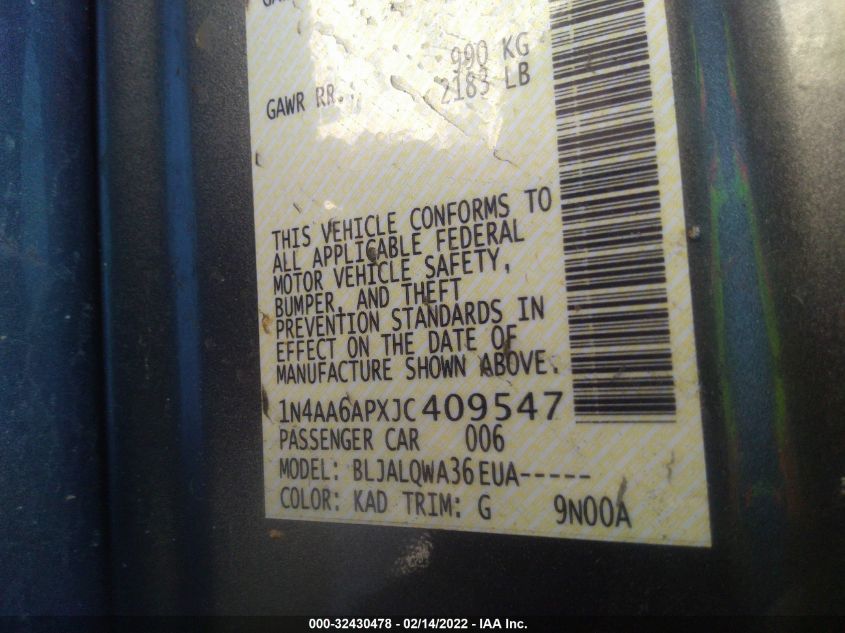 990 KG
GAWR RR.: 2183 LB
THIS VEHICLE CONFORMS TO
ALL APPLICABLE FEDERAL
MOTOR VEHICLE SAFETY,
BUMPER, AND THEFT
PREVENTION STANDARDS IN
EFFECT ON THE DATE OF
MANUFACTURE SHOWN ABOVE.
1N4AA6APXJC409547
PASSENGER CAR 006
MODEL: BLJALQWA36EUA-----
COLOR: KAD TRIM: G 9N00A
000-32430478 - 02/14/2022 - IAA Inc.